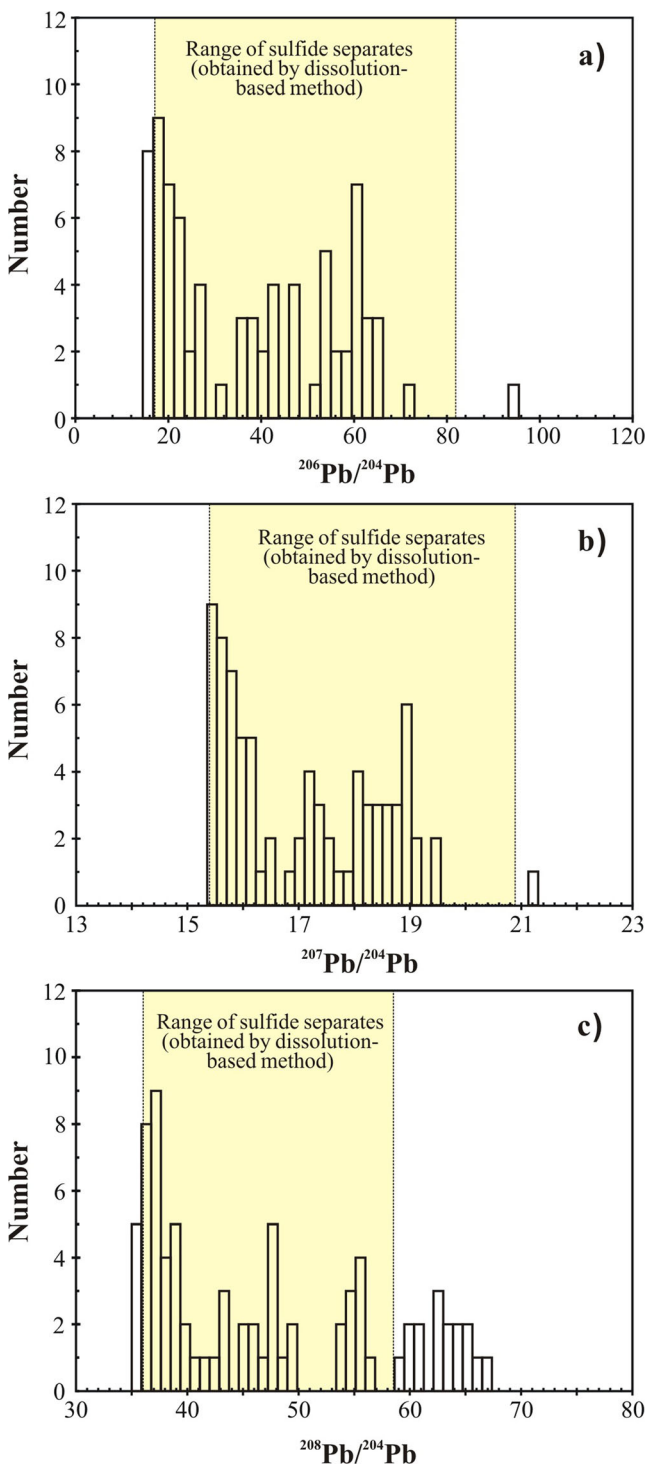 12
10
8
6
4
2
0
Number
Range of sulfide separates
(obtained by dissolution-
based method)
a)
0 20 40 60 80 100 120
²⁰⁶Pb/²⁰⁴Pb
12
10
8
6
4
2
0
Number
Range of sulfide separates
(obtained by dissolution-
based method)
b)
13 15 17 19 21 23
²⁰⁷Pb/²⁰⁴Pb
12
10
8
6
4
2
0
Number
Range of sulfide separates
(obtained by dissolution-
based method)
c)
30 40 50 60 70 80
²⁰⁸Pb/²⁰⁴Pb